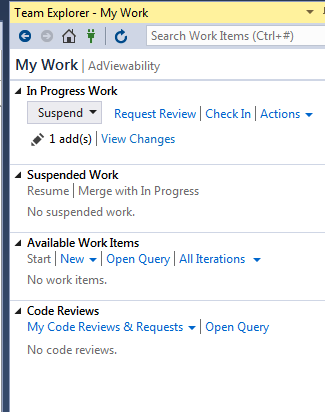 Team Explorer - My Work
Search Work Items (Ctrl+#)
My Work | AdViewability
In Progress Work
Suspend Request Review | Check In | Actions
1 add(s) | View Changes
Suspended Work
Resume | Merge with In Progress
No suspended work.
Available Work Items
Start | New | Open Query | All Iterations
No work items.
Code Reviews
My Code Reviews & Requests | Open Query
No code reviews.